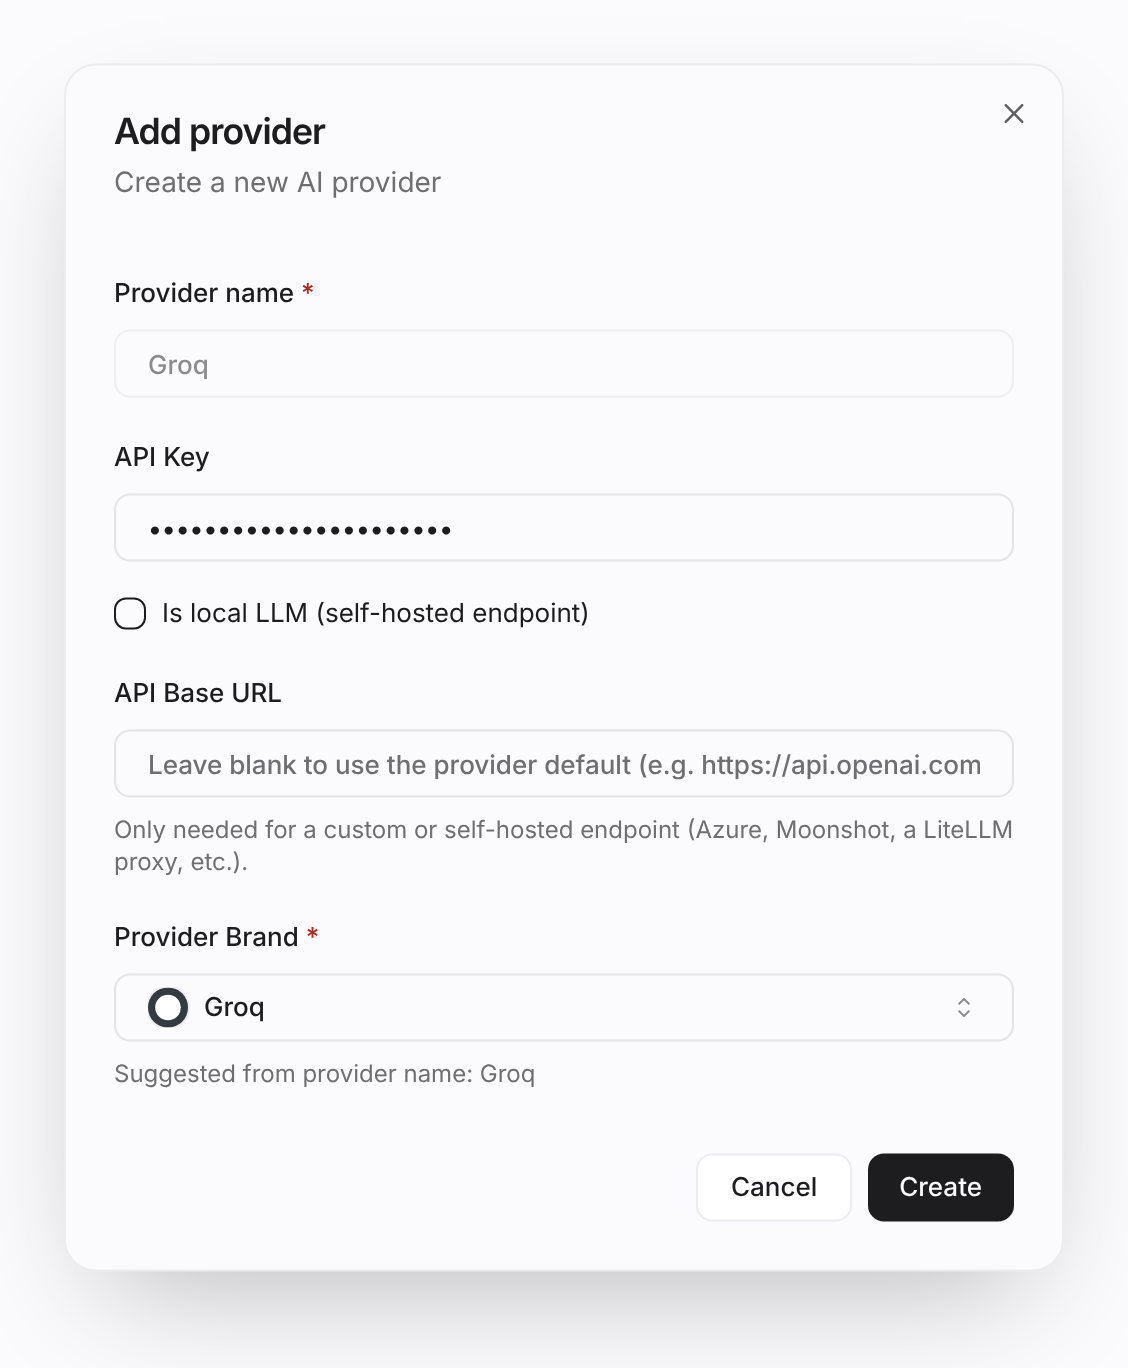 Add provider
Create a new AI provider
Provider name *
Groq
API Key
••••••••••••••••••••••
Is local LLM (self-hosted endpoint)
API Base URL
Leave blank to use the provider default (e.g. https://api.openai.com
Only needed for a custom or self-hosted endpoint (Azure, Moonshot, a LiteLLM
proxy, etc.).
Provider Brand *
Groq
Suggested from provider name: Groq
Cancel
Create